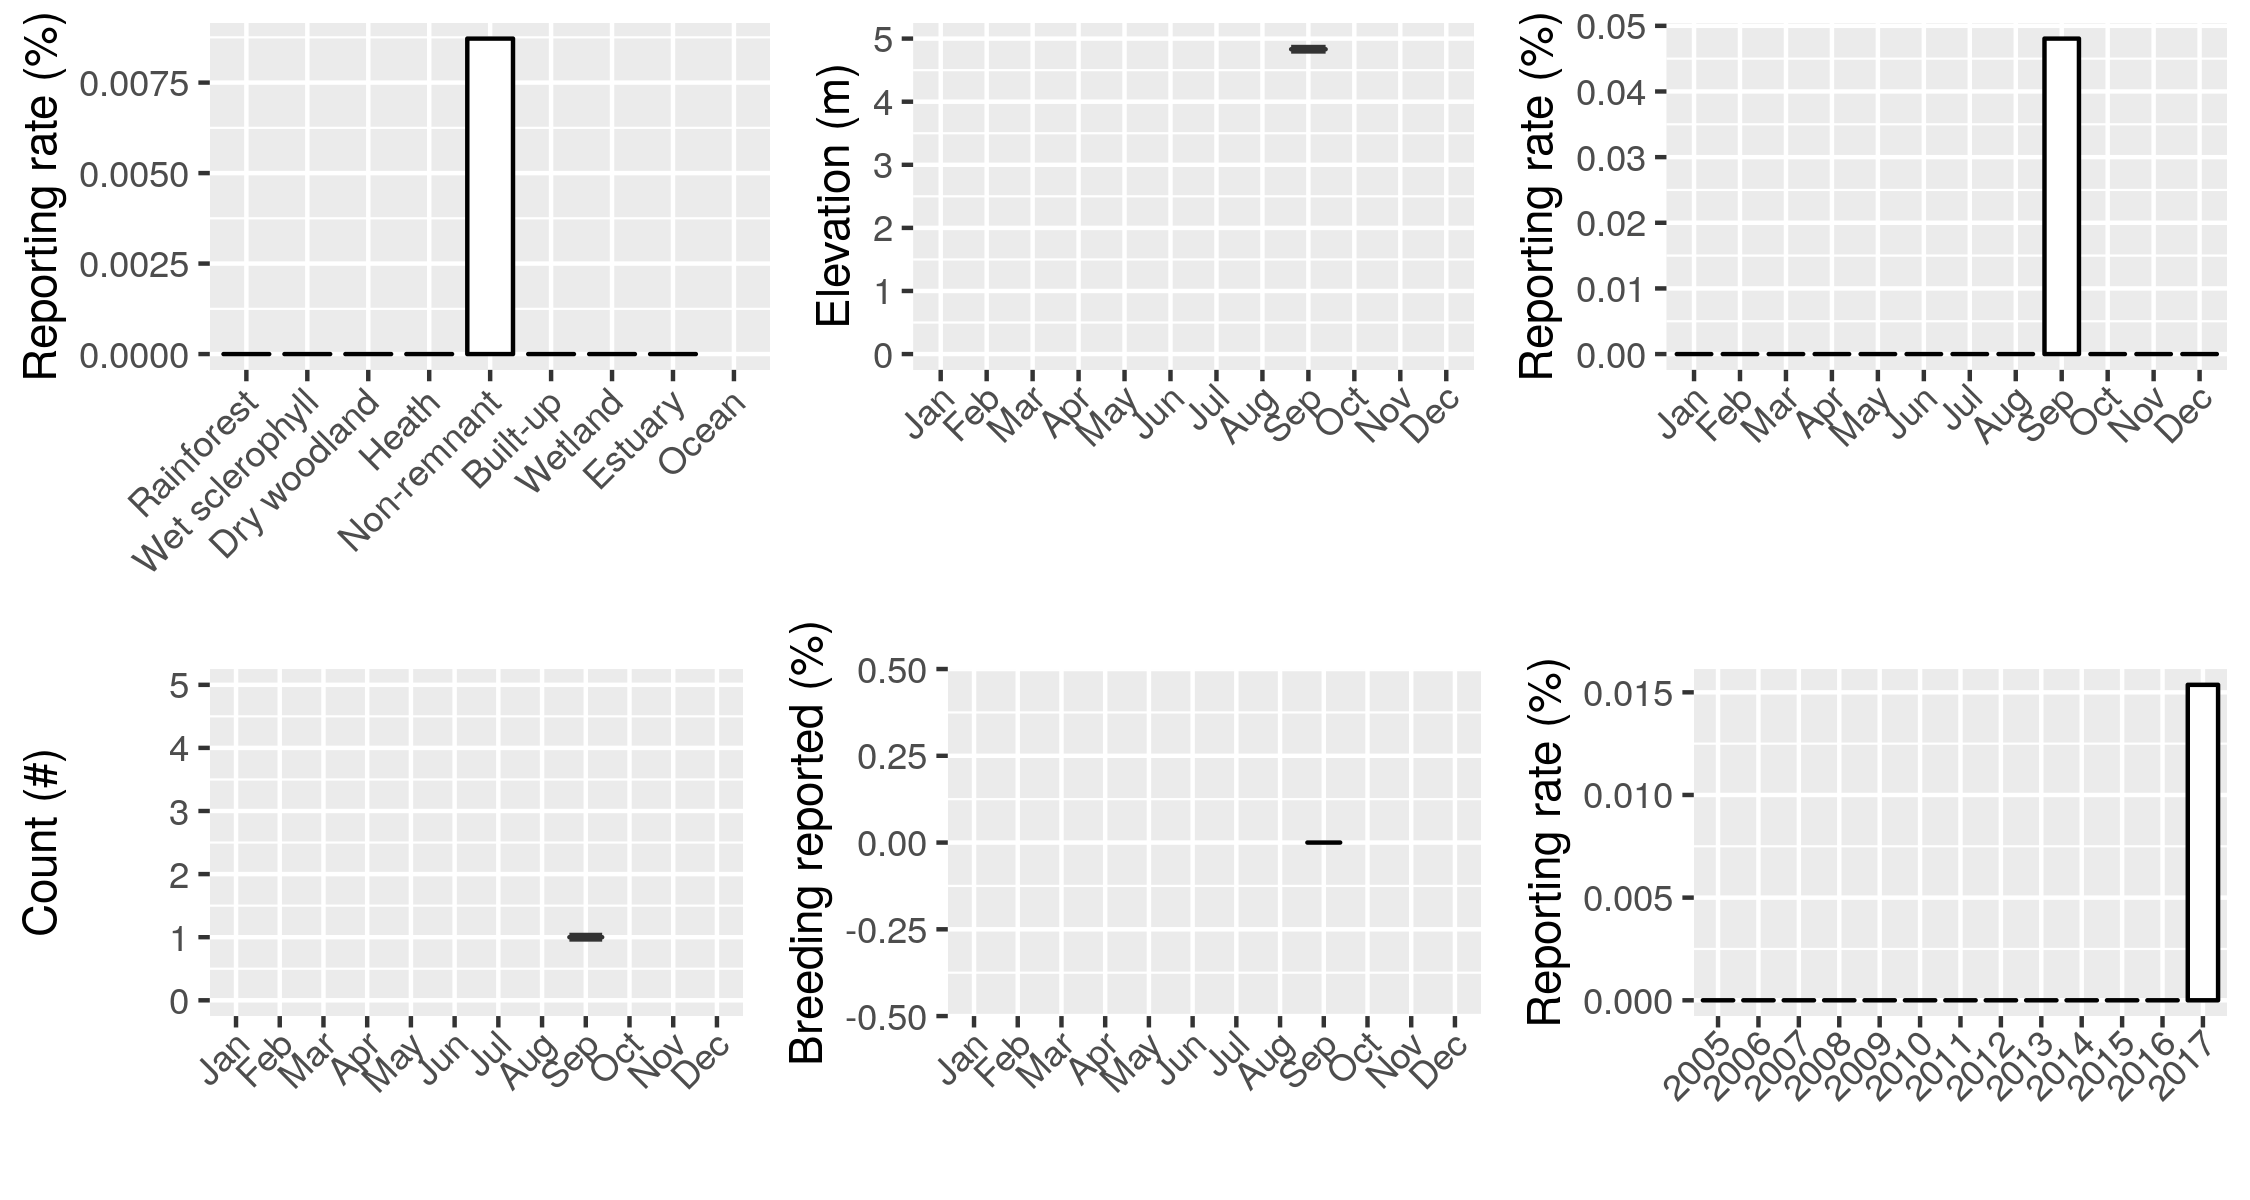 Reporting rate (%)
0.0075
0.0050
0.0025
0.0000
Rainforest
Wet sclerophyll
Dry woodland
Heath
Non-remnant
Built-up
Wetland
Estuary
Ocean
Elevation (m)
5
4
3
2
1
0
Jan
Feb
Mar
Apr
May
Jun
Jul
Aug
Sep
Oct
Nov
Dec
Reporting rate (%)
0.05
0.04
0.03
0.02
0.01
0.00
Jan
Feb
Mar
Apr
May
Jun
Jul
Aug
Sep
Oct
Nov
Dec
Count (#)
5
4
3
2
1
0
Jan
Feb
Mar
Apr
May
Jun
Jul
Aug
Sep
Oct
Nov
Dec
Breeding reported (%)
0.50
0.25
0.00
-0.25
-0.50
Jan
Feb
Mar
Apr
May
Jun
Jul
Aug
Sep
Oct
Nov
Dec
Reporting rate (%)
0.015
0.010
0.005
0.000
2005
2006
2007
2008
2009
2010
2011
2012
2013
2014
2015
2016
2017